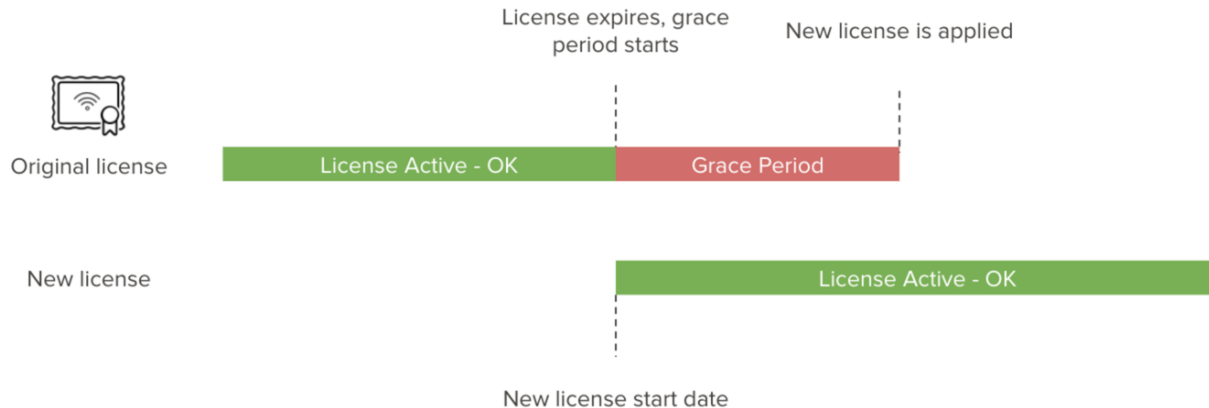 License expires, grace
period starts
New license is applied
Original license
License Active - OK
Grace Period
New license
License Active - OK
New license start date